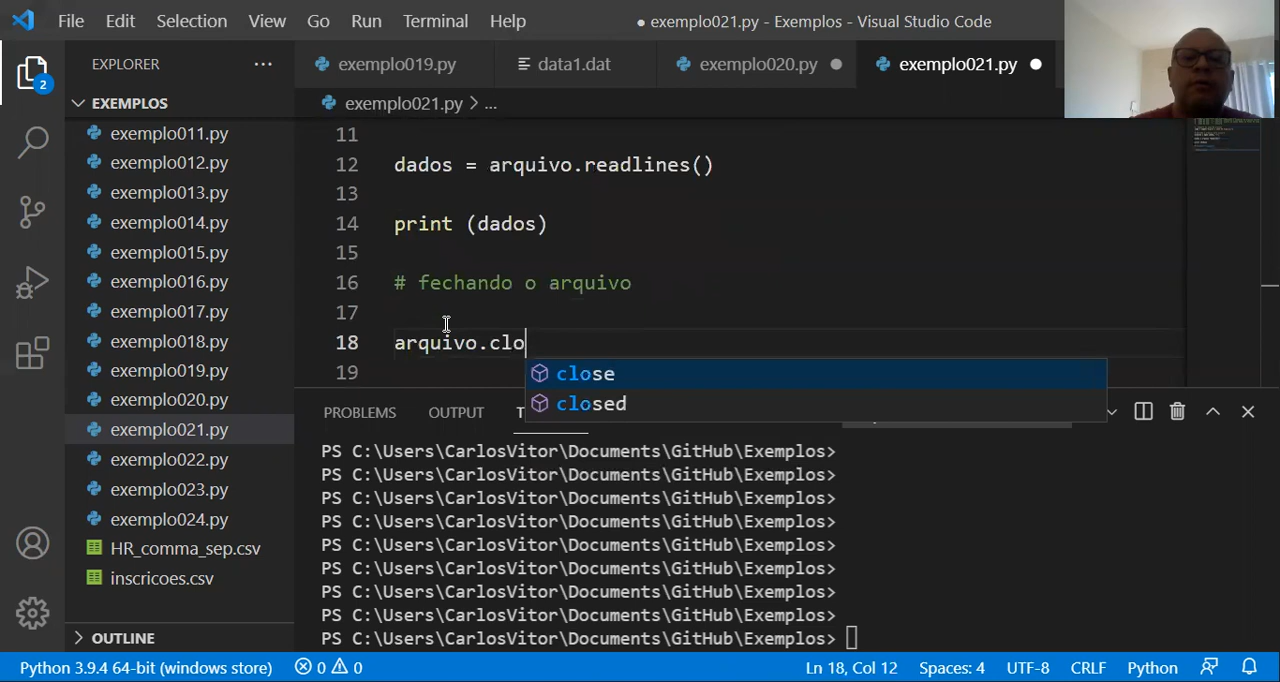 File Edit Selection View Go Run Terminal Help
● exemplo021.py - Exemplos - Visual Studio Code
EXPLORER ...
exemplo019.py data1.dat exemplo020.py exemplo021.py
2
EXEMPLOS
exemplo021.py > ...
exemplo011.py
exemplo012.py
exemplo013.py
exemplo014.py
exemplo015.py
exemplo016.py
exemplo017.py
exemplo018.py
exemplo019.py
exemplo020.py
exemplo021.py
exemplo022.py
exemplo023.py
exemplo024.py
HR_comma_sep.csv
inscricoes.csv
OUTLINE
11
12 dados = arquivo.readlines()
13
14 print (dados)
15
16 # fechando o arquivo
17
18 arquivo.clo
19
close
closed
PROBLEMS OUTPUT T
PS C:\Users\CarlosVitor\Documents\GitHub\Exemplos>
PS C:\Users\CarlosVitor\Documents\GitHub\Exemplos>
PS C:\Users\CarlosVitor\Documents\GitHub\Exemplos>
PS C:\Users\CarlosVitor\Documents\GitHub\Exemplos>
PS C:\Users\CarlosVitor\Documents\GitHub\Exemplos>
PS C:\Users\CarlosVitor\Documents\GitHub\Exemplos>
PS C:\Users\CarlosVitor\Documents\GitHub\Exemplos>
PS C:\Users\CarlosVitor\Documents\GitHub\Exemplos>
PS C:\Users\CarlosVitor\Documents\GitHub\Exemplos>
Python 3.9.4 64-bit (windows store) 0 0 Ln 18, Col 12 Spaces: 4 UTF-8 CRLF Python